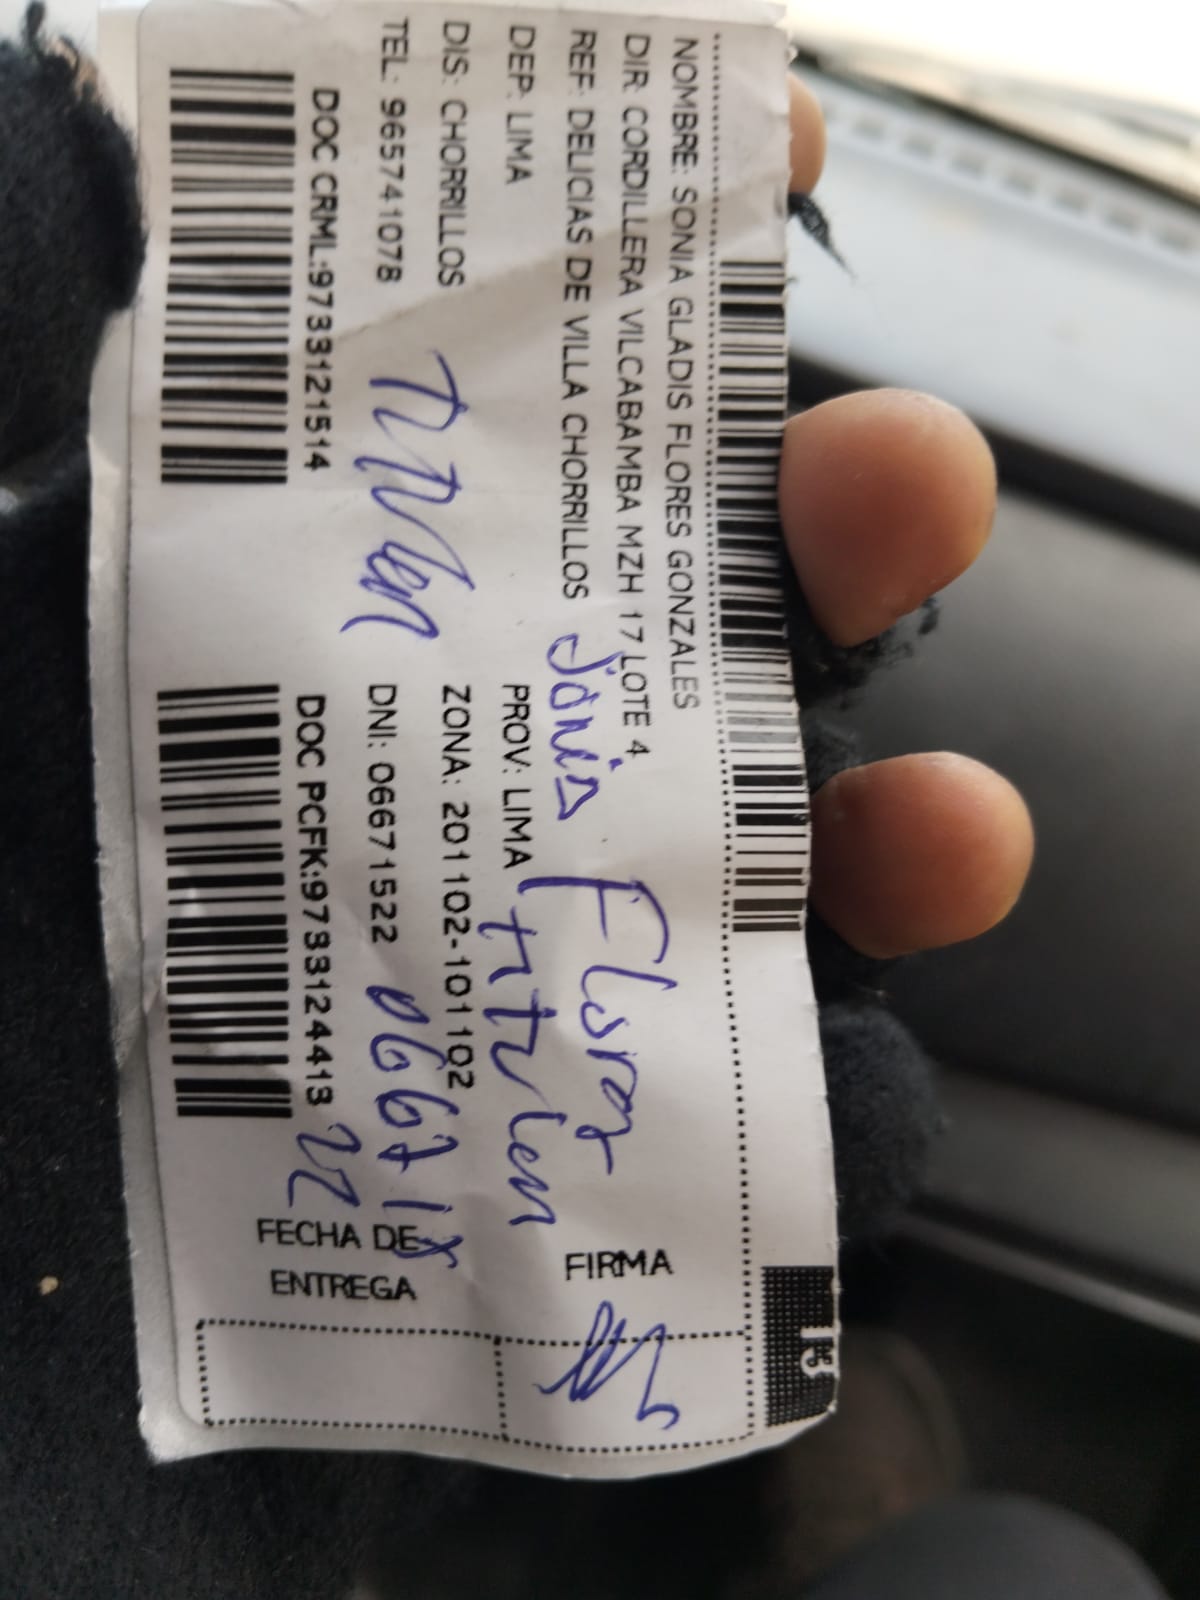 NOMBRE: SONIA GLADIS FLORES GONZALES
DIR: CORDILLERA VILCABAMBA MZH 17 LOTE 4
REF: DELICIAS DE VILLA CHORRILLOS
Sonia Flores
DEP: LIMA PROV: LIMA
DIS: CHORRILLOS ZONA: 201102-101102
TEL: 965741078 DNI: 06671522
DOC CRML:9733121514 DOC PCFK:9733124413
FIRMA
FECHA DE
ENTREGA